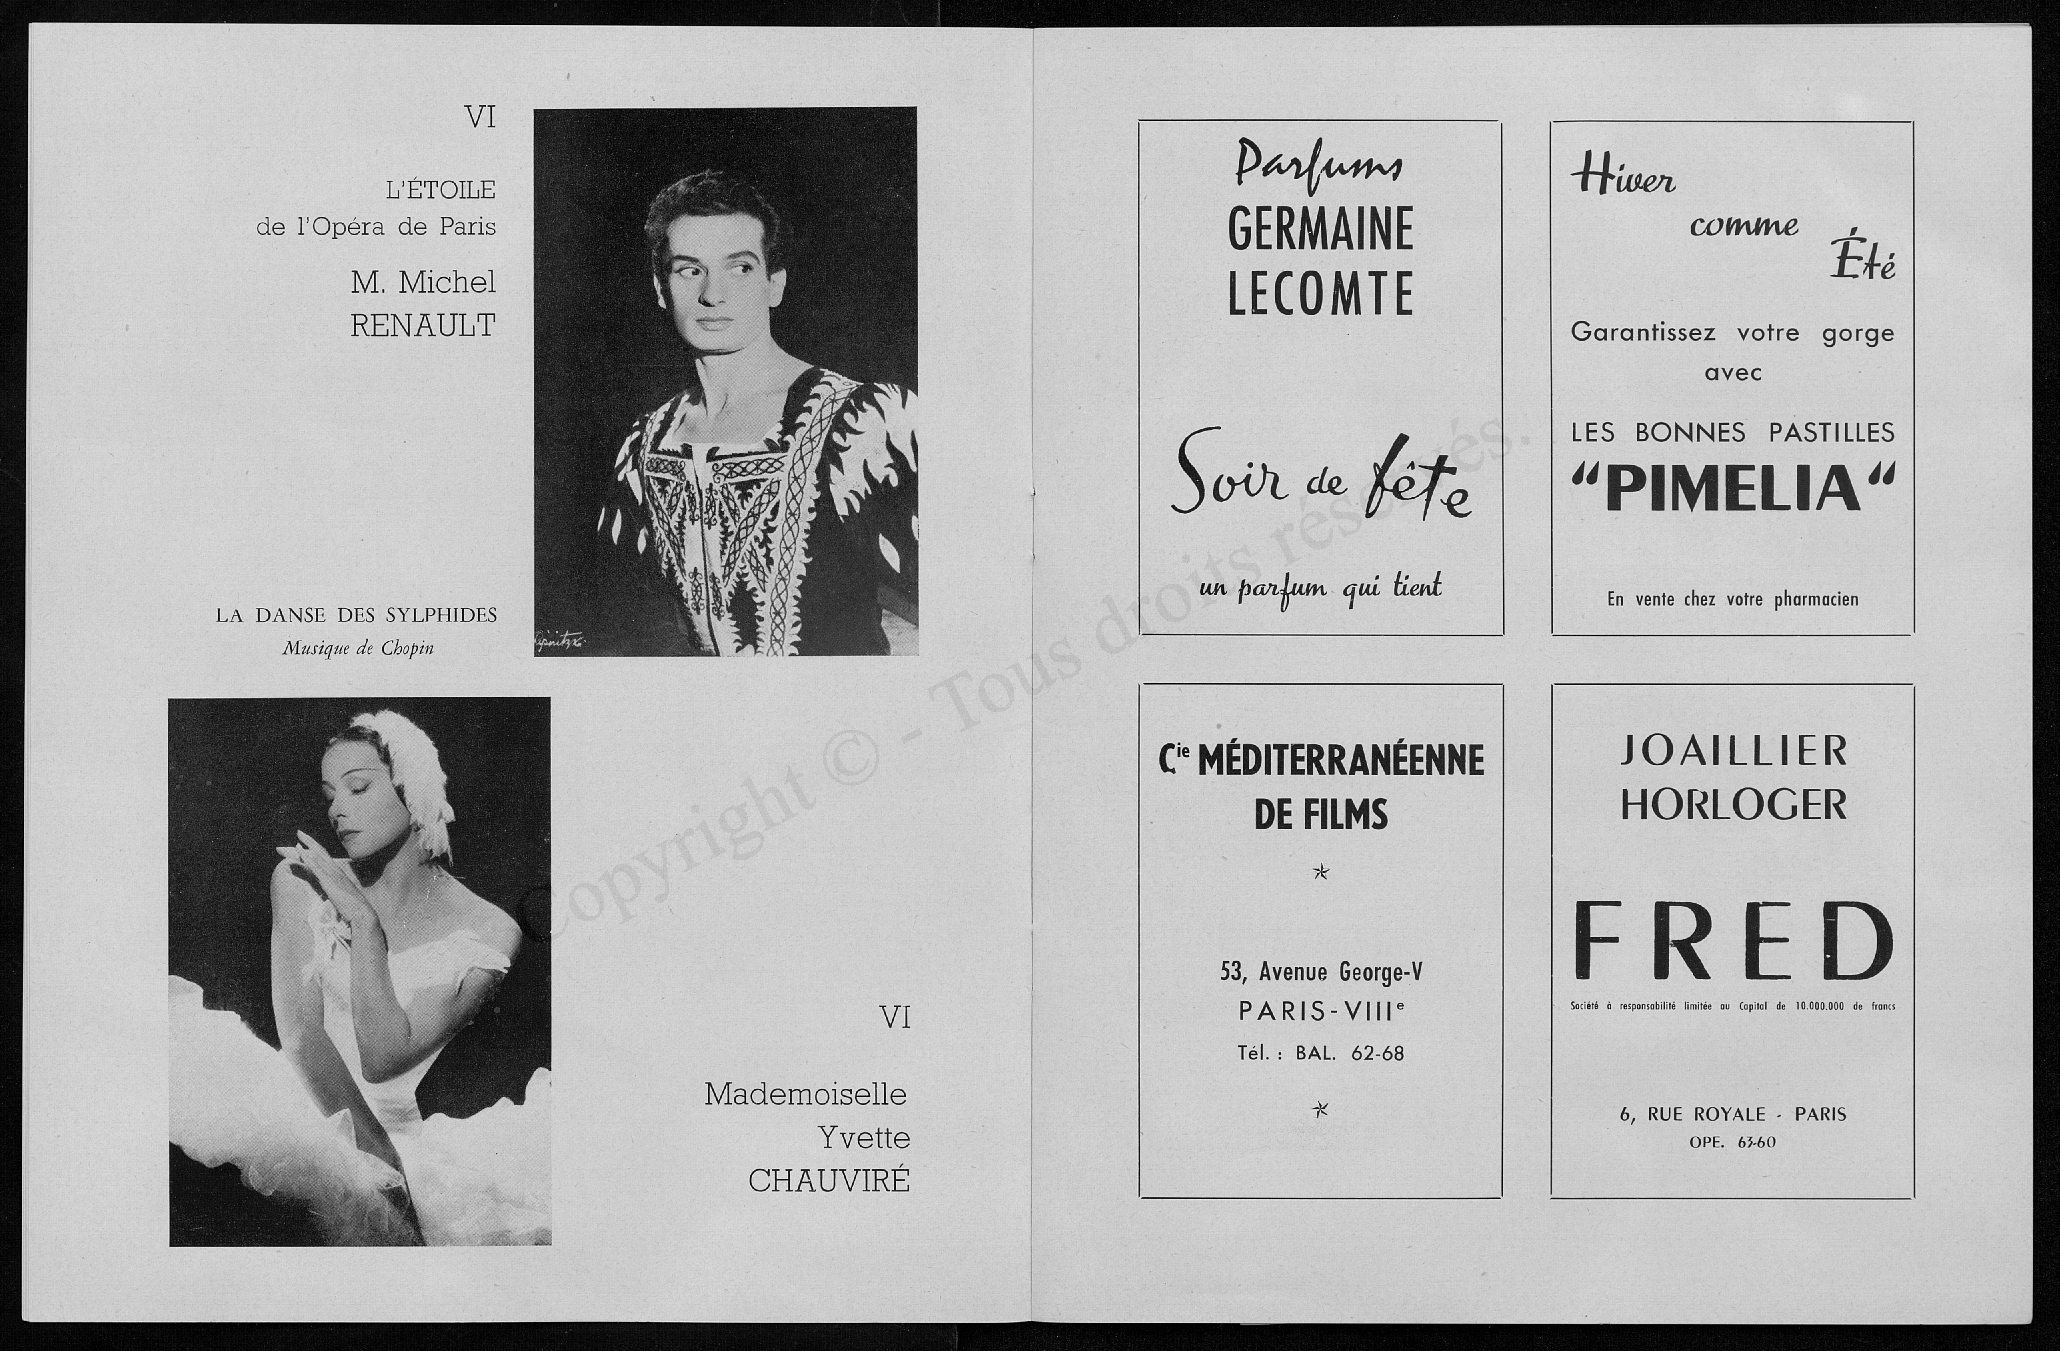 VI
L'ÉTOILE
de l'Opéra de Paris
M. Michel
RENAULT
LA DANSE DES SYLPHIDES
Musique de Chopin
VI
Mademoiselle
Yvette
CHAUVIRÉ
Parfums
GERMAINE
LECOMTE
Soir de fête
un parfum qui tient
Hiver
comme
Été
Garantissez votre gorge
avec
LES BONNES PASTILLES
“PIMELIA“
En vente chez votre pharmacien
Cie MÉDITERRANÉENNE
DE FILMS
53, Avenue George-V
PARIS-VIIIe
Tél. : BAL. 62-68
JOAILLIER
HORLOGER
FRED
Société à responsabilité limitée au Capital de 10.000.000 de francs
6, RUE ROYALE - PARIS
OPE. 63-60
Copyright © - Tous droits réservés.